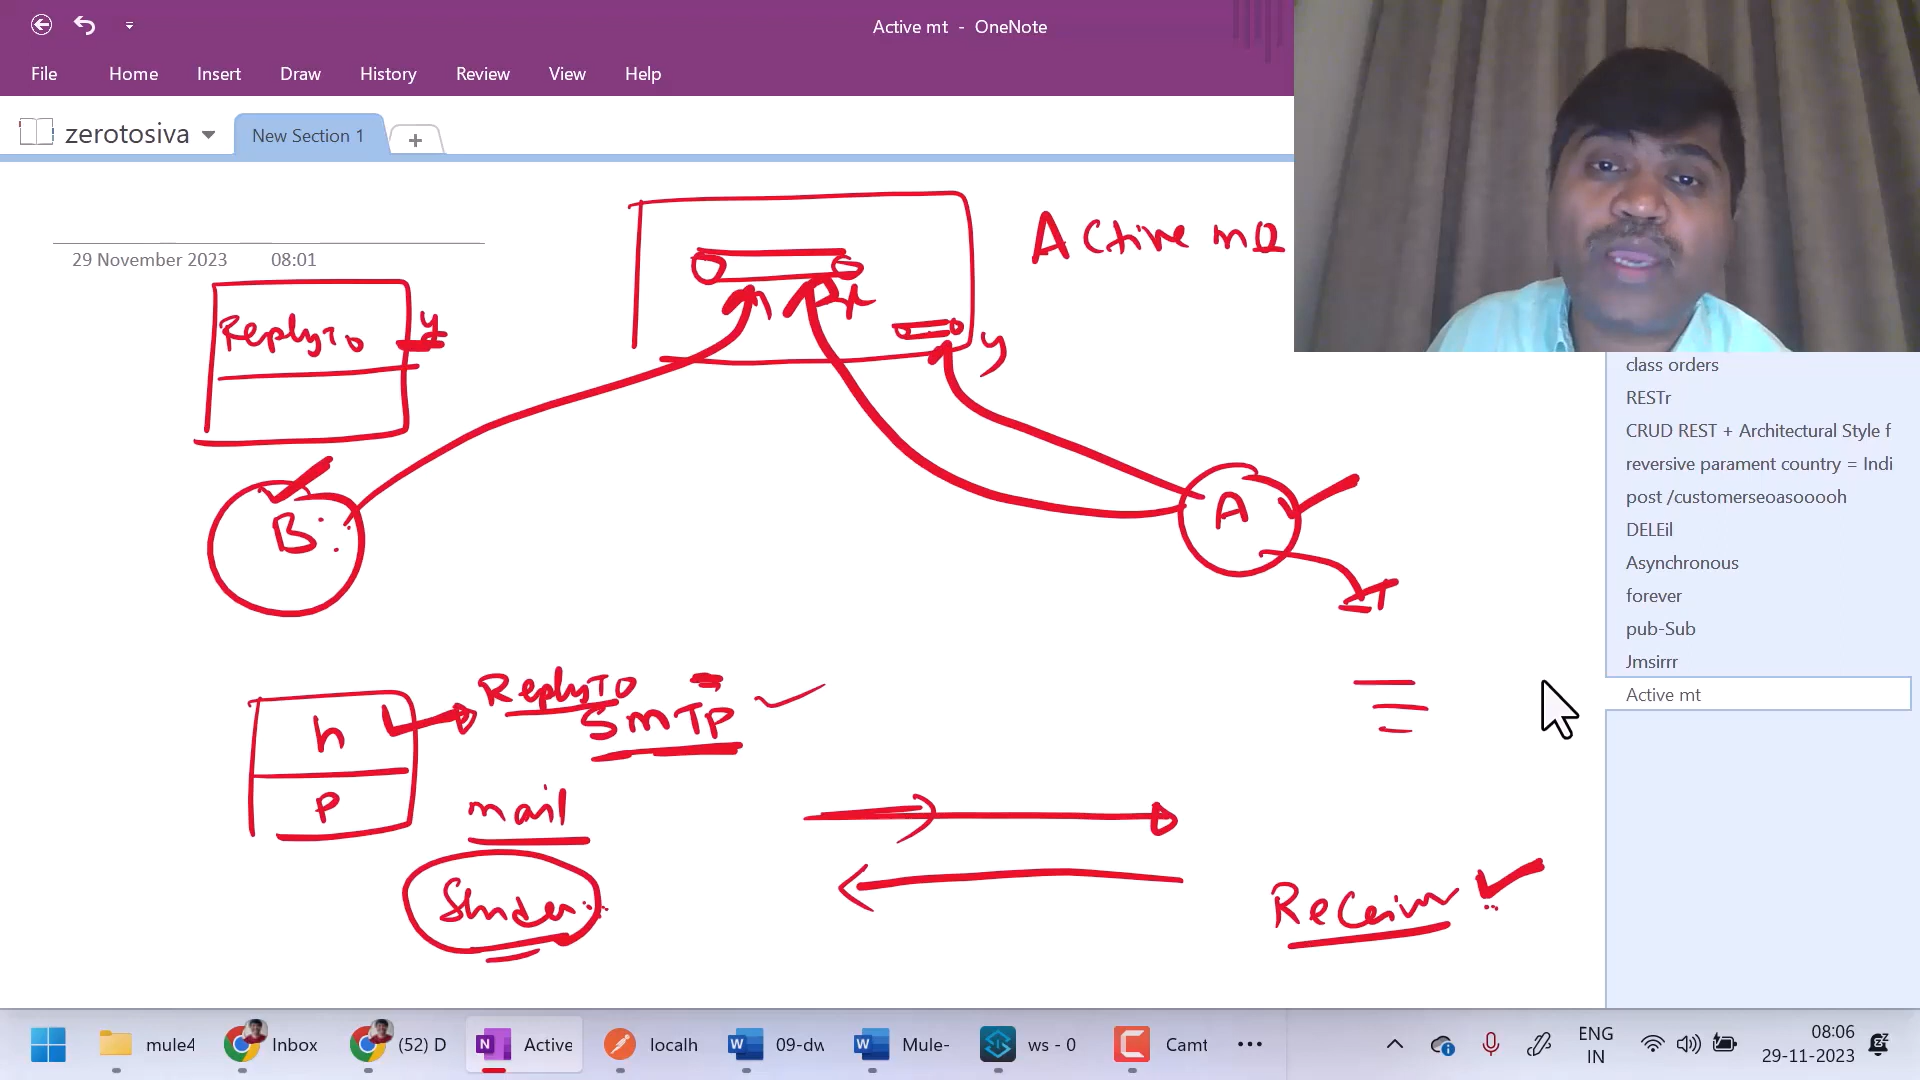 Active mt - OneNote
File Home Insert Draw History Review View Help
zerotosiva New Section 1 +
29 November 2023 08:01
Active mQ
ReplyTo y
x
y
B
A
h ReplyTo
SmTp
p
mail
Sender
class orders
RESTr
CRUD REST + Architectural Style f
reversive parament country = Indi
post /customerseoasooooh
DELEil
Asynchronous
forever
pub-Sub
Jmsirrr
Active mt
mule4 Inbox (52) D Active localh 09-dw Mule- ws - 0 Camt
ENG
IN
08:06
29-11-2023